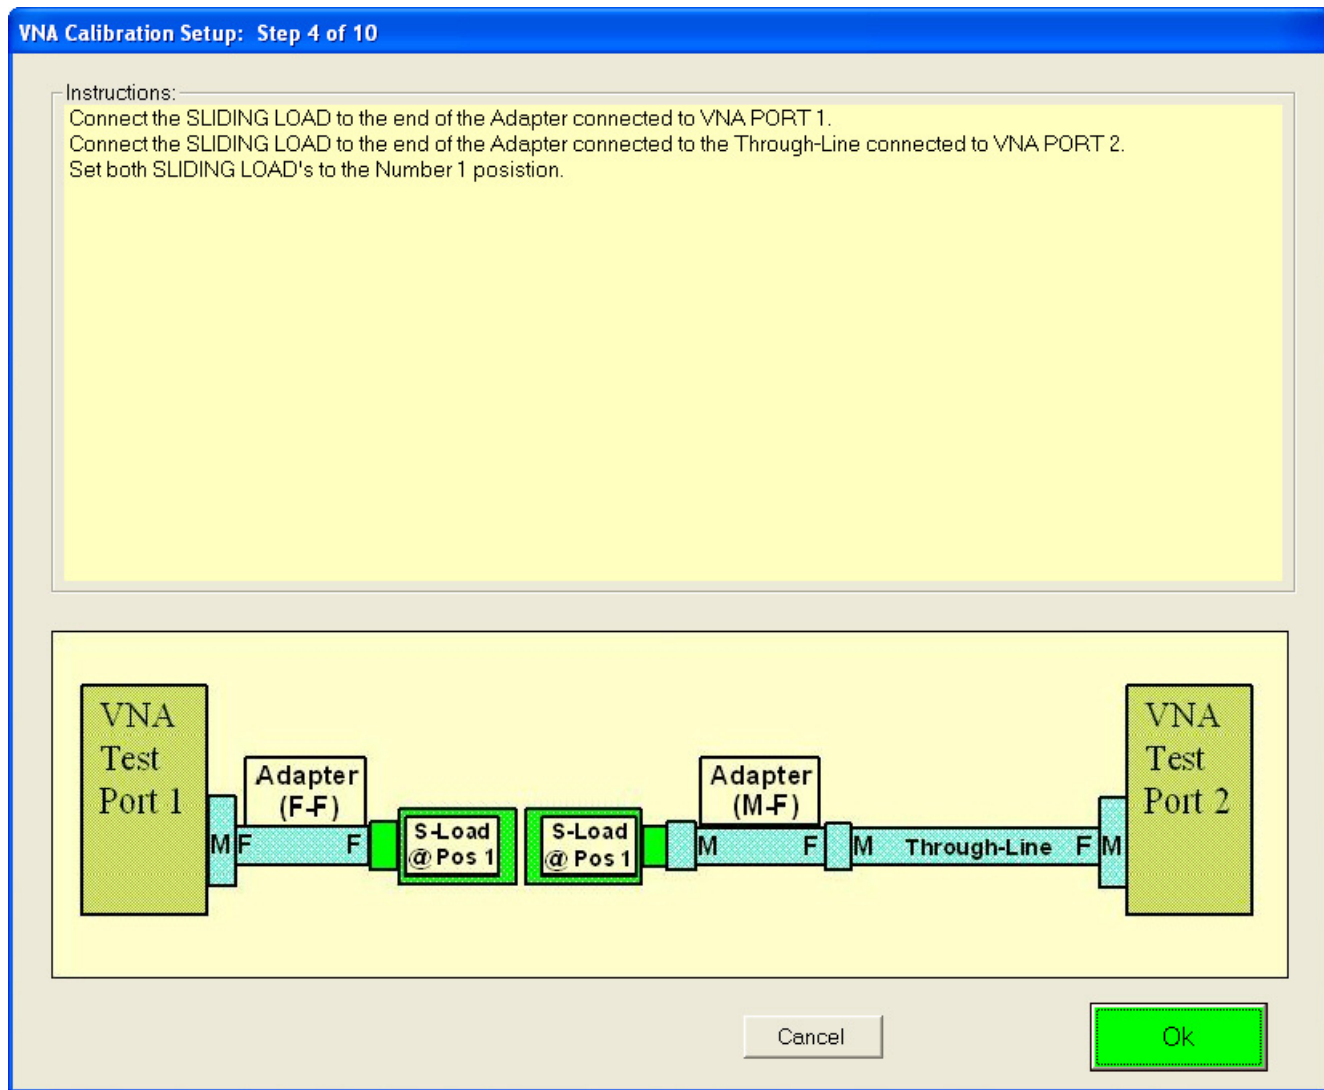 VNA Calibration Setup:  Step 4 of 10
Instructions:
Connect the SLIDING LOAD to the end of the Adapter connected to VNA PORT 1.
Connect the SLIDING LOAD to the end of the Adapter connected to the Through-Line connected to VNA PORT 2.
Set both SLIDING LOAD's to the Number 1 posistion.
VNA
Test
Port 1
Adapter
(F-F)
M F F
S-Load
@ Pos 1
S-Load
@ Pos 1
Adapter
(M-F)
M F M Through-Line F M
VNA
Test
Port 2
Cancel
Ok